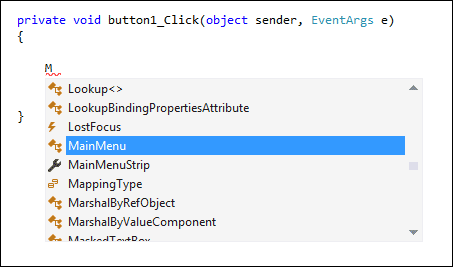 private void button1_Click(object sender, EventArgs e)
{
M
Lookup<>
LookupBindingPropertiesAttribute
LostFocus
MainMenu
MainMenuStrip
MappingType
MarshalByRefObject
MarshalByValueComponent
MaskedTextBox
}